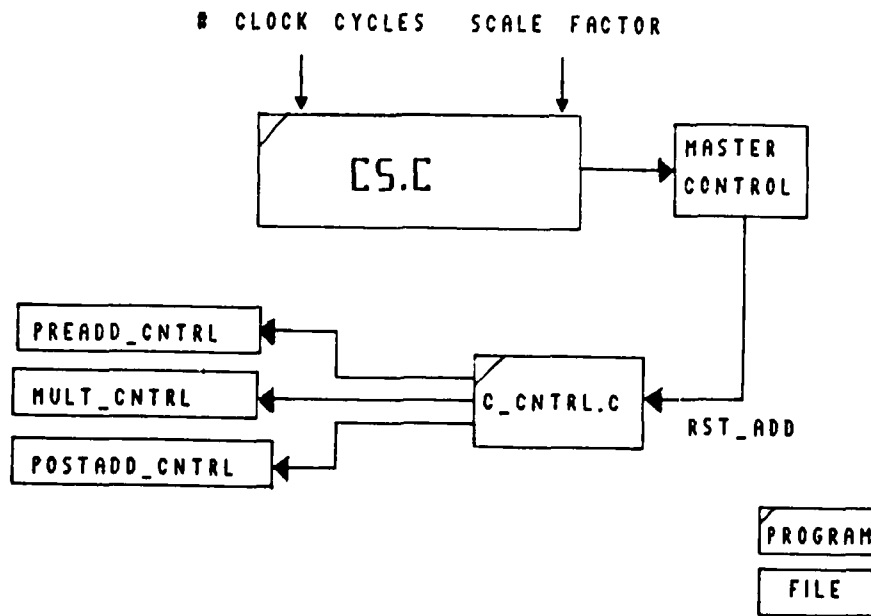 # CLOCK CYCLES SCALE FACTOR
CS.C
MASTER
CONTROL
PREADD_CNTRL
MULT_CNTRL
POSTADD_CNTRL
C_CNTRL.C
RST_ADD
PROGRAM
FILE